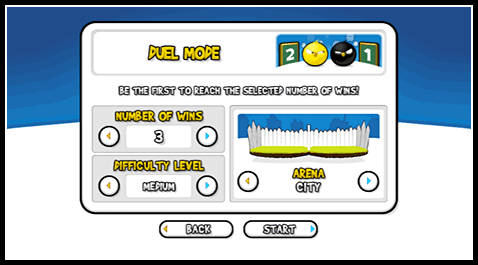 DUEL MODE
2 1
BE THE FIRST TO REACH THE SELECTED NUMBER OF WINS!
NUMBER OF WINS
3
DIFFICULTY LEVEL
MEDIUM
ARENA
CITY
BACK
START